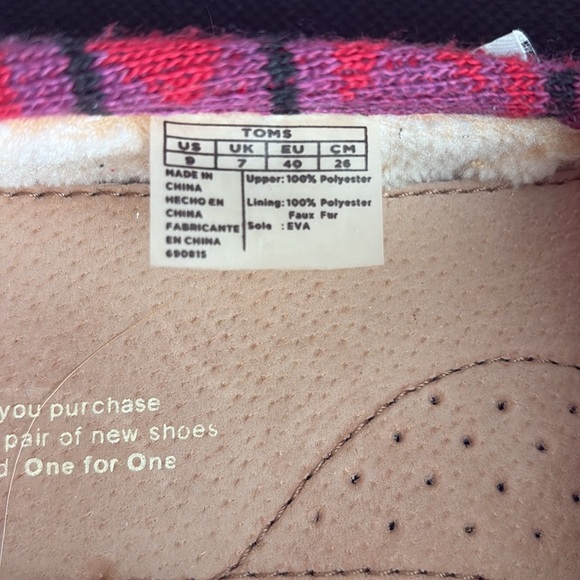 TOMS
US UK EU CM
9 7 40 26
MADE IN
CHINA
HECHO EN
CHINA
FABRICANTE
EN CHINA
690815
Upper: 100% Polyester
Lining: 100% Polyester
Faux Fur
Sole : EVA
you purchase
pair of new shoes
One for One